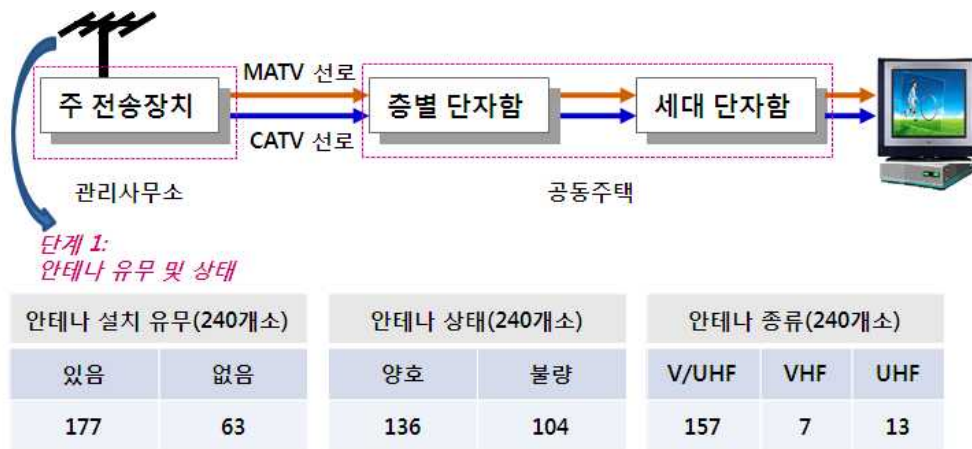 MATV 선로
주 전송장치
층별 단자함
세대 단자함
CATV 선로
관리사무소
공동주택
단계 1:
안테나 유무 및 상태
안테나 설치 유무(240개소)
안테나 상태(240개소)
안테나 종류(240개소)
있음 없음 양호 불량 V/UHF VHF UHF
177 63 136 104 157 7 13